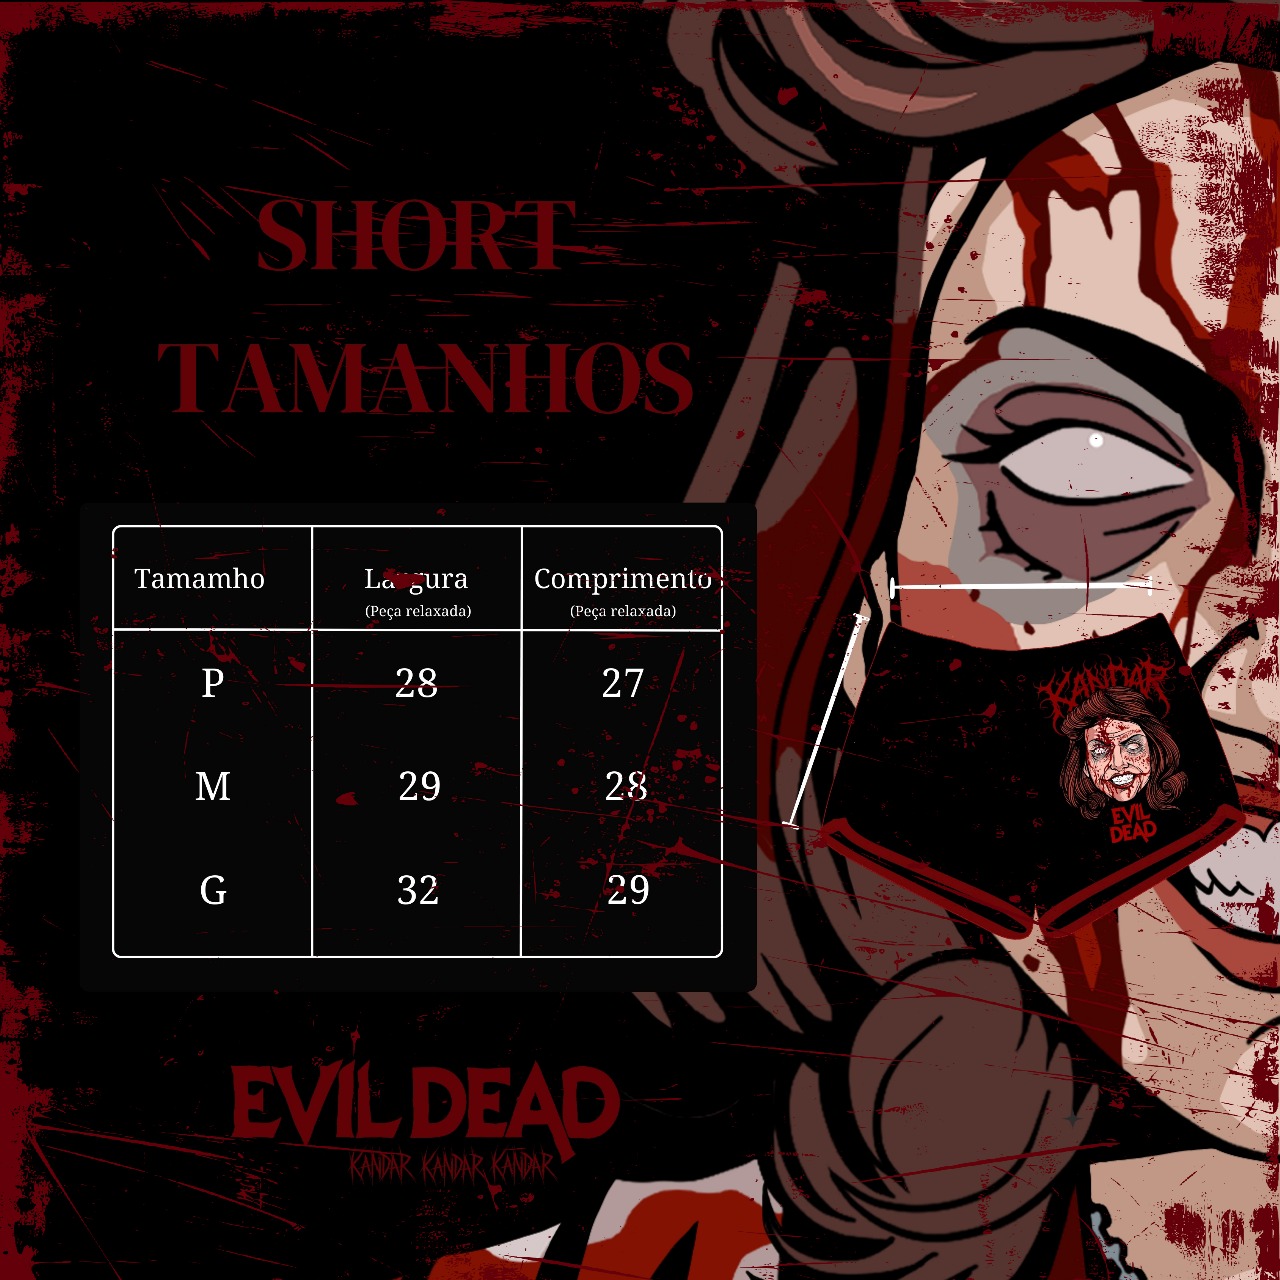 SHORT
TAMANHOS
Tamamho Largura Comprimento
(Peça relaxada) (Peça relaxada)
P 28 27
M 29 28
G 32 29
KANDAR
EVIL
DEAD
EVIL DEAD
KANDAR KANDAR KANDAR